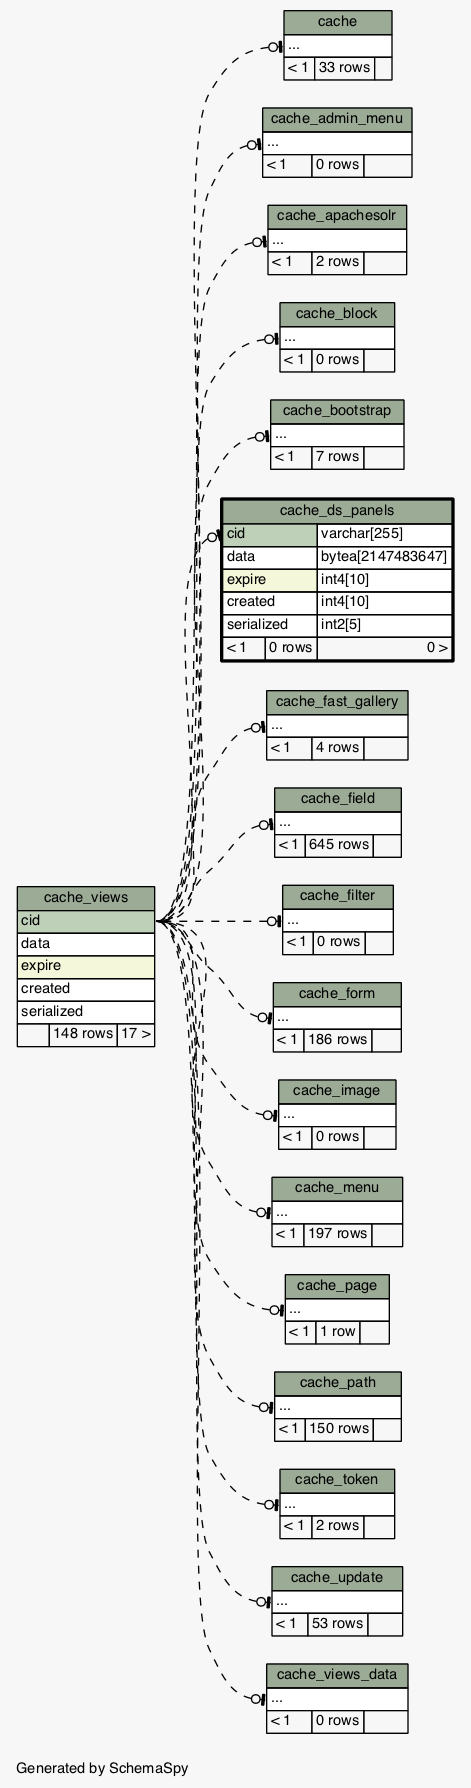 cache
...
< 1 33 rows
cache_admin_menu
...
< 1 0 rows
cache_apachesolr
...
< 1 2 rows
cache_block
...
< 1 0 rows
cache_bootstrap
...
< 1 7 rows
cache_ds_panels
cid varchar[255]
data bytea[2147483647]
expire int4[10]
created int4[10]
serialized int2[5]
< 1 0 rows 0 >
cache_fast_gallery
...
< 1 4 rows
cache_field
...
< 1 645 rows
cache_views
cid
data
expire
created
serialized
148 rows 17 >
cache_filter
...
< 1 0 rows
cache_form
...
< 1 186 rows
cache_image
...
< 1 0 rows
cache_menu
...
< 1 197 rows
cache_page
...
< 1 1 row
cache_path
...
< 1 150 rows
cache_token
...
< 1 2 rows
cache_update
...
< 1 53 rows
cache_views_data
...
< 1 0 rows
Generated by SchemaSpy